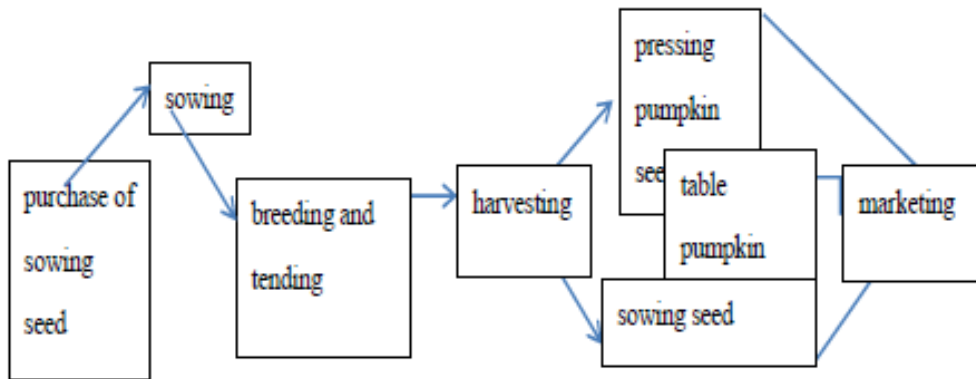 purchase of
sowing
seed
sowing
breeding and
tending
harvesting
pressing
pumpkin
table
pumpkin
sowing seed
marketing